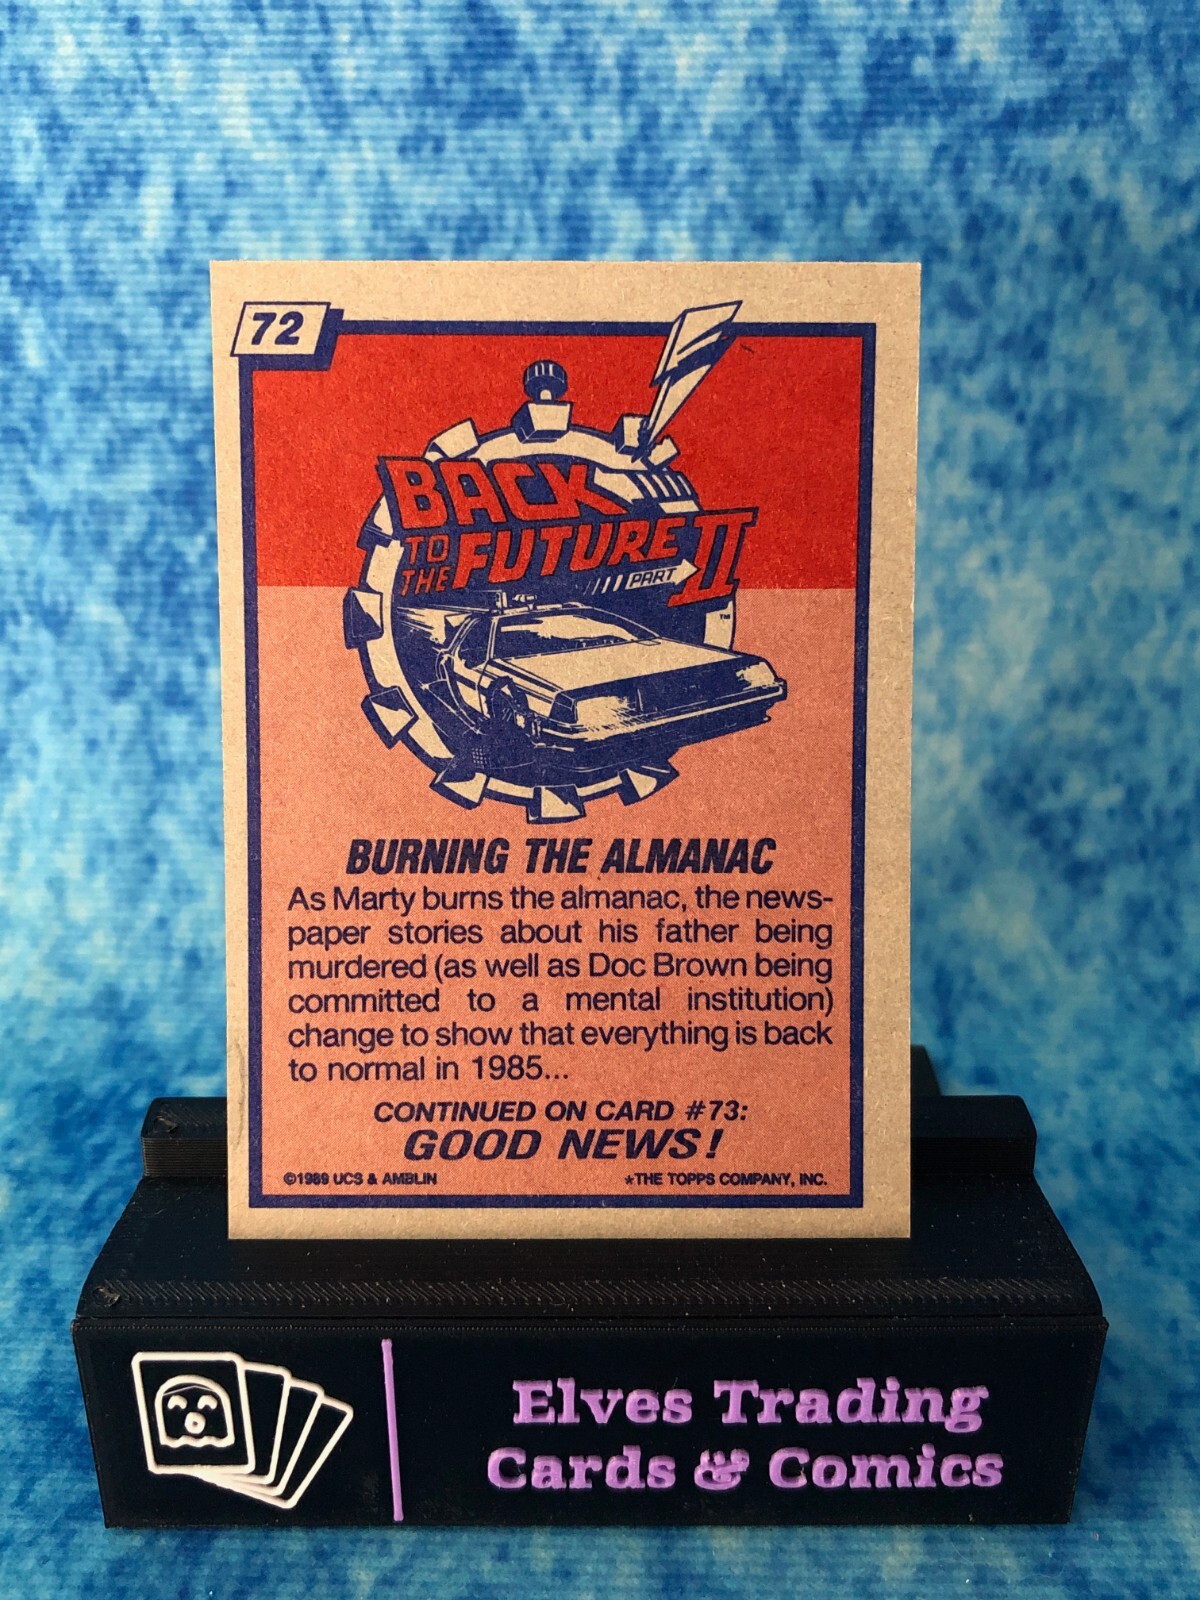 72
BACK
TO
THE FUTURE
PART II
TM
BURNING THE ALMANAC
As Marty burns the almanac, the news-
paper stories about his father being
murdered (as well as Doc Brown being
committed to a mental institution)
change to show that everything is back
to normal in 1985...
CONTINUED ON CARD #73:
GOOD NEWS!
©1989 UCS & AMBLIN *THE TOPPS COMPANY, INC.
Elves Trading
Cards & Comics